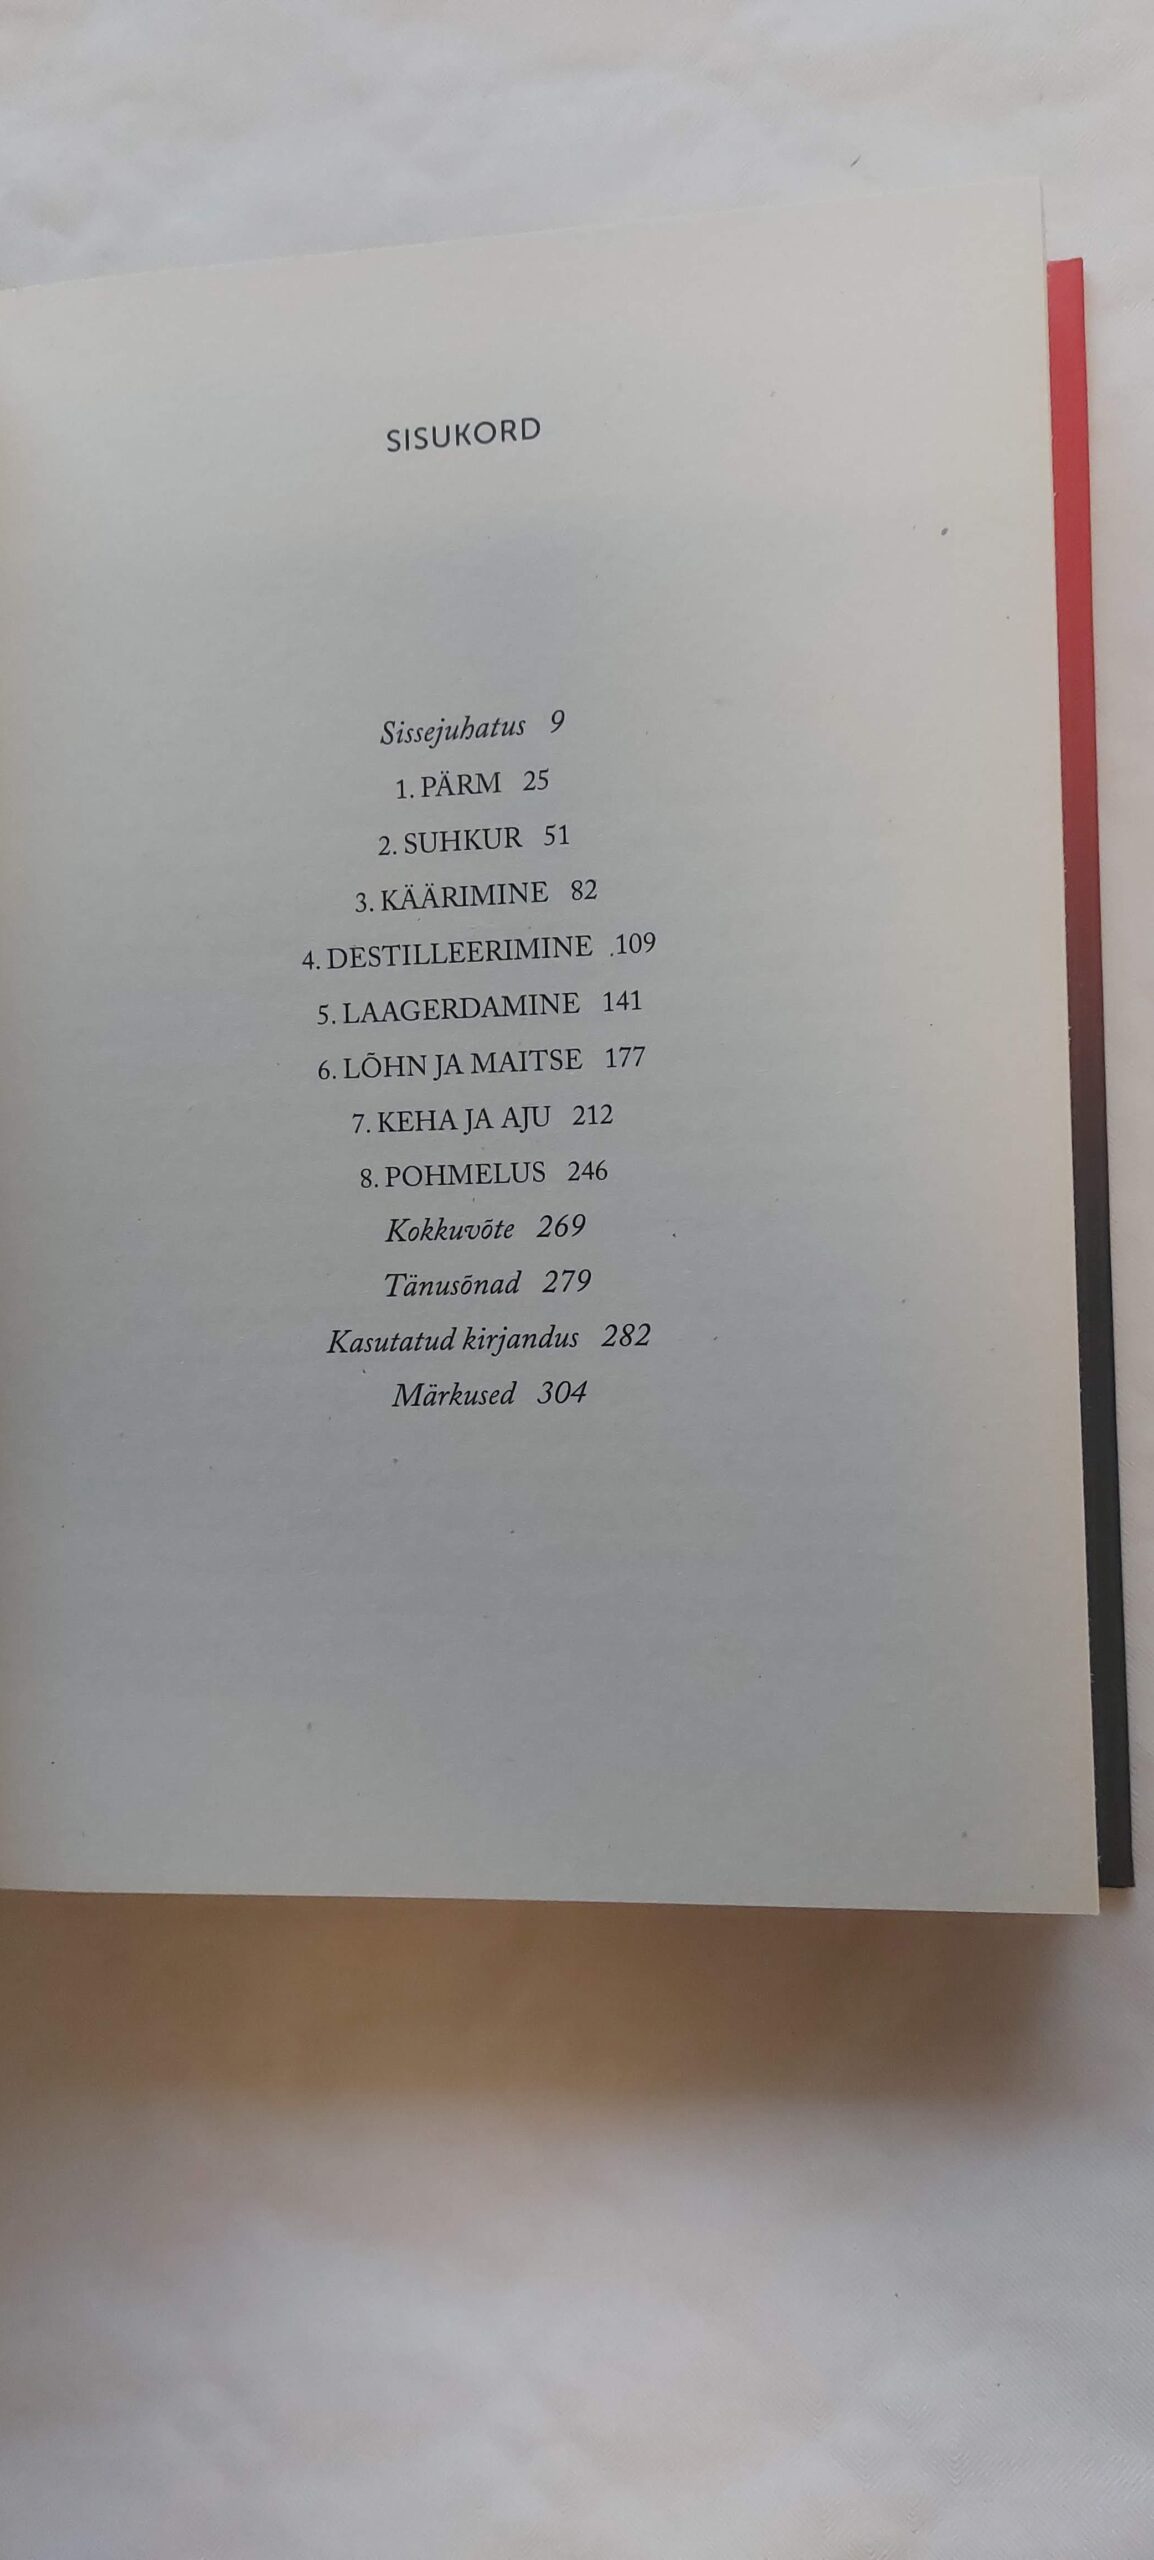 SISUKORD
Sissejuhatus 9
1. PÄRM 25
2. SUHKUR 51
3. KÄÄRIMINE 82
4. DESTILLEERIMINE 109
5. LAAGERDAMINE 141
6. LÕHN JA MAITSE 177
7. KEHA JA AJU 212
8. POHMELUS 246
Kokkuvõte 269
Tänusõnad 279
Kasutatud kirjandus 282
Märkused 304